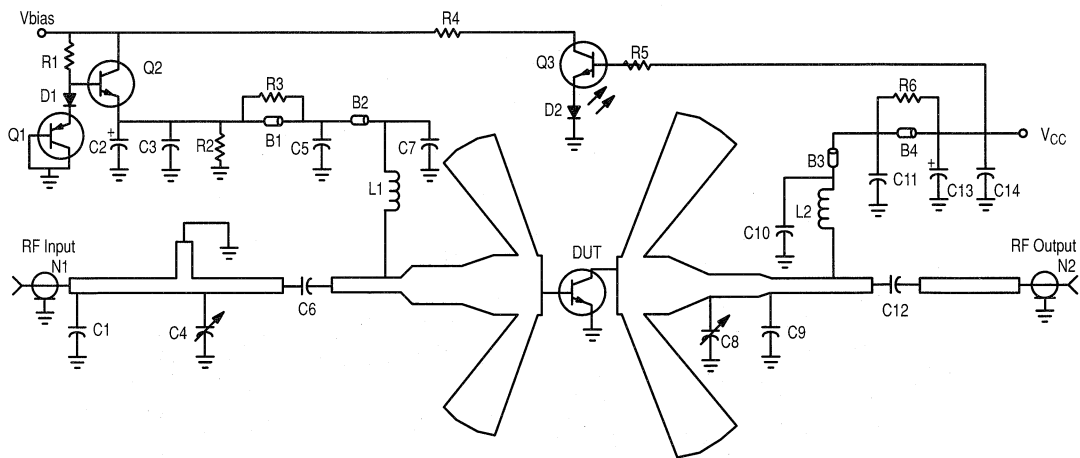 Vbias
R4
R1
Q2
Q3
R5
D1
R3
B2
D2
R6
Q1
C2
C3
R2
B1
C5
C7
B3
B4
VCC
C11
C13
C14
L1
L2
C10
RF Input
N1
DUT
RF Output
N2
C6
C12
C1
C4
C8
C9
+
+